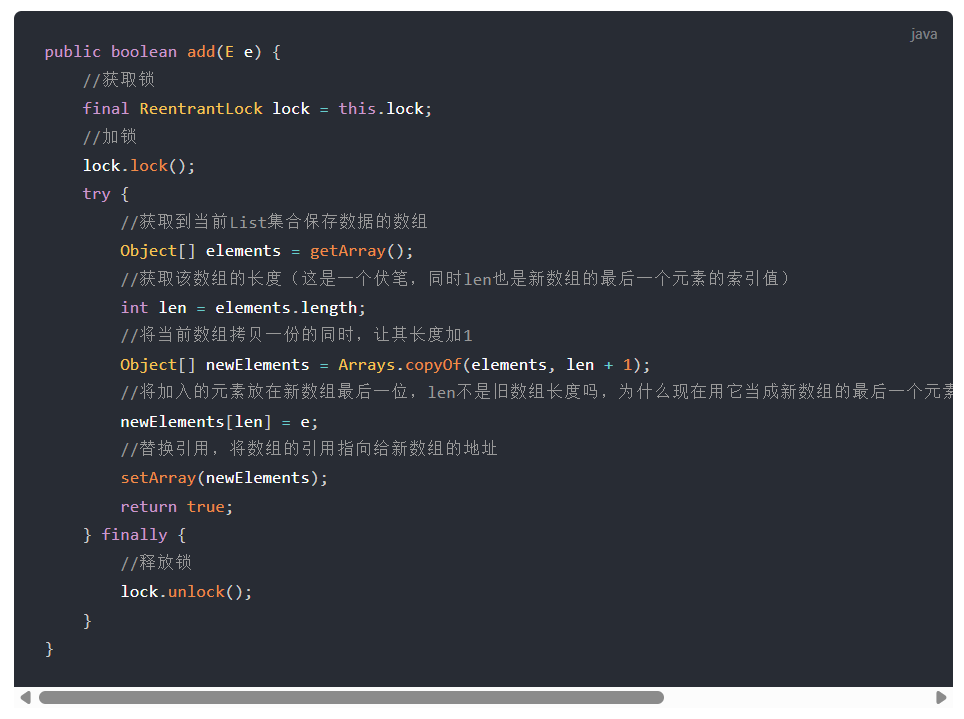 java
public boolean add(E e) {
    //获取锁
    final ReentrantLock lock = this.lock;
    //加锁
    lock.lock();
    try {
        //获取到当前List集合保存数据的数组
        Object[] elements = getArray();
        //获取该数组的长度（这是一个伏笔，同时len也是新数组的最后一个元素的索引值）
        int len = elements.length;
        //将当前数组拷贝一份的同时，让其长度加1
        Object[] newElements = Arrays.copyOf(elements, len + 1);
        //将加入的元素放在新数组最后一位，len不是旧数组长度吗，为什么现在用它当成新数组的最后一个元素
        newElements[len] = e;
        //替换引用，将数组的引用指向给新数组的地址
        setArray(newElements);
        return true;
    } finally {
        //释放锁
        lock.unlock();
    }
}